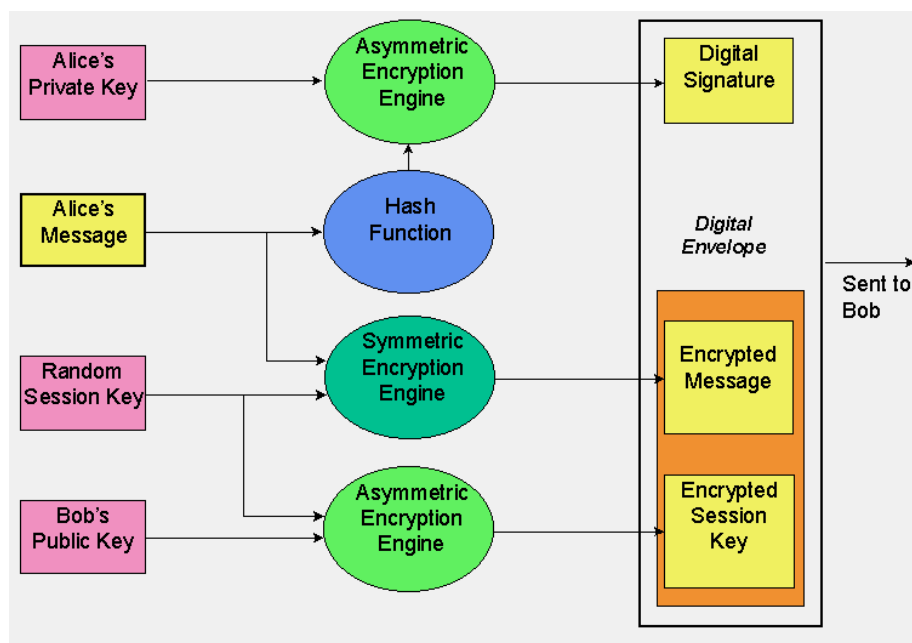 Alice's
Private Key
Asymmetric
Encryption
Engine
Digital
Signature
Alice's
Message
Hash
Function
Digital
Envelope
Sent to
Bob
Random
Session Key
Symmetric
Encryption
Engine
Encrypted
Message
Bob's
Public Key
Asymmetric
Encryption
Engine
Encrypted
Session
Key